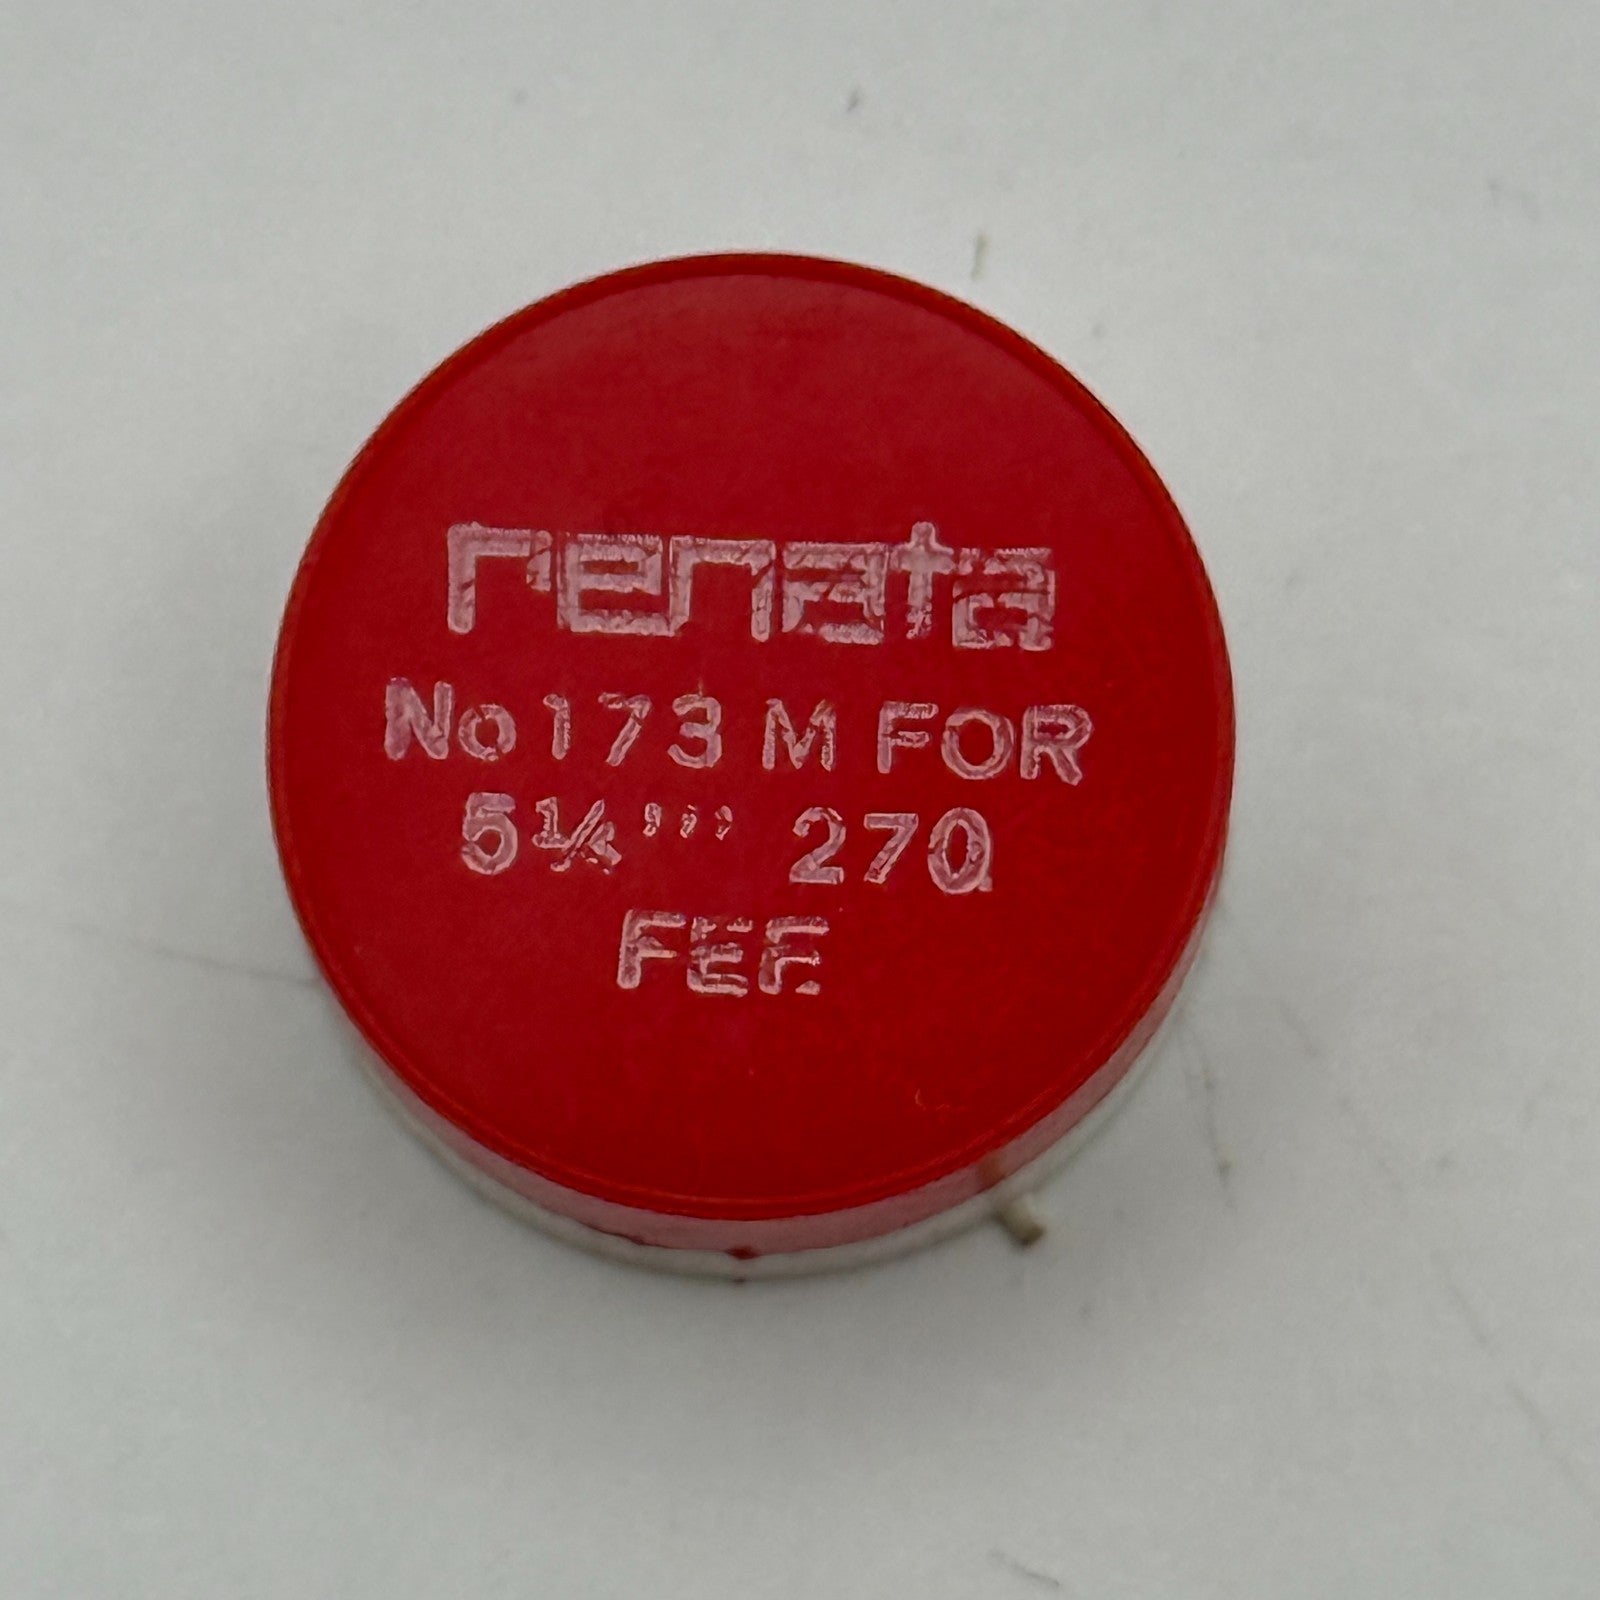 renata
No 173 M FOR
5¼''' 270
FEF.